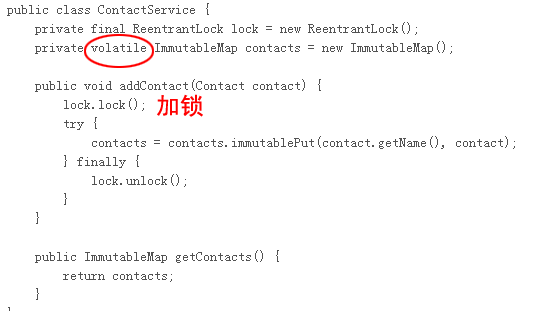 public class ContactService {
    private final ReentrantLock lock = new ReentrantLock();
    private volatile ImmutableMap contacts = new ImmutableMap();
    public void addContact(Contact contact) {
        lock.lock(); 加锁
        try {
            contacts = contacts.immutablePut(contact.getName(), contact);
        } finally {
            lock.unlock();
        }
    }
    public ImmutableMap getContacts() {
        return contacts;
    }
}